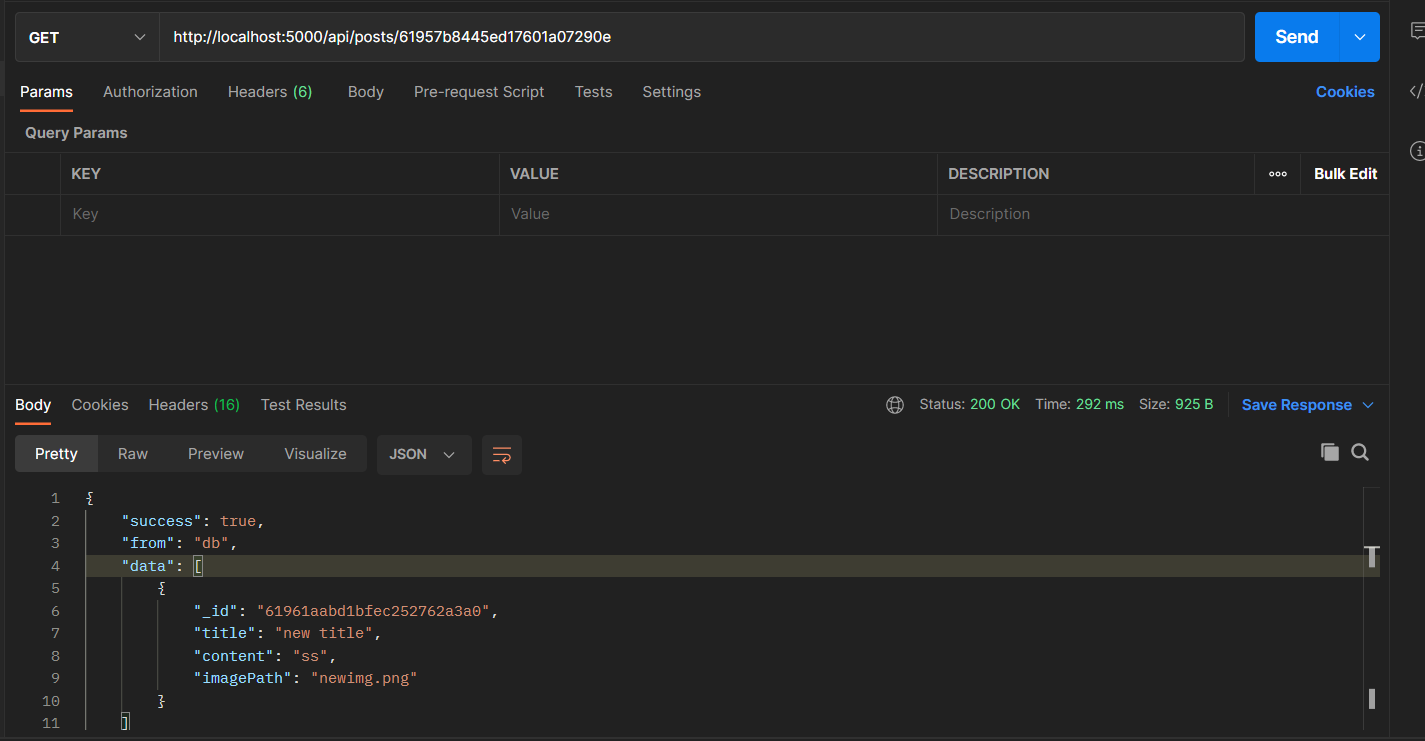 GET http://localhost:5000/api/posts/61957b8445ed17601a07290e Send
Params Authorization Headers (6) Body Pre-request Script Tests Settings Cookies
Query Params
KEY VALUE DESCRIPTION ooo Bulk Edit
Key Value Description
Body Cookies Headers (16) Test Results Status: 200 OK Time: 292 ms Size: 925 B Save Response
Pretty Raw Preview Visualize JSON
1 {
2 "success": true,
3 "from": "db",
4 "data": [
5 {
6 "_id": "61961aabd1bfec252762a3a0",
7 "title": "new title",
8 "content": "ss",
9 "imagePath": "newimg.png"
10 }
11 ]